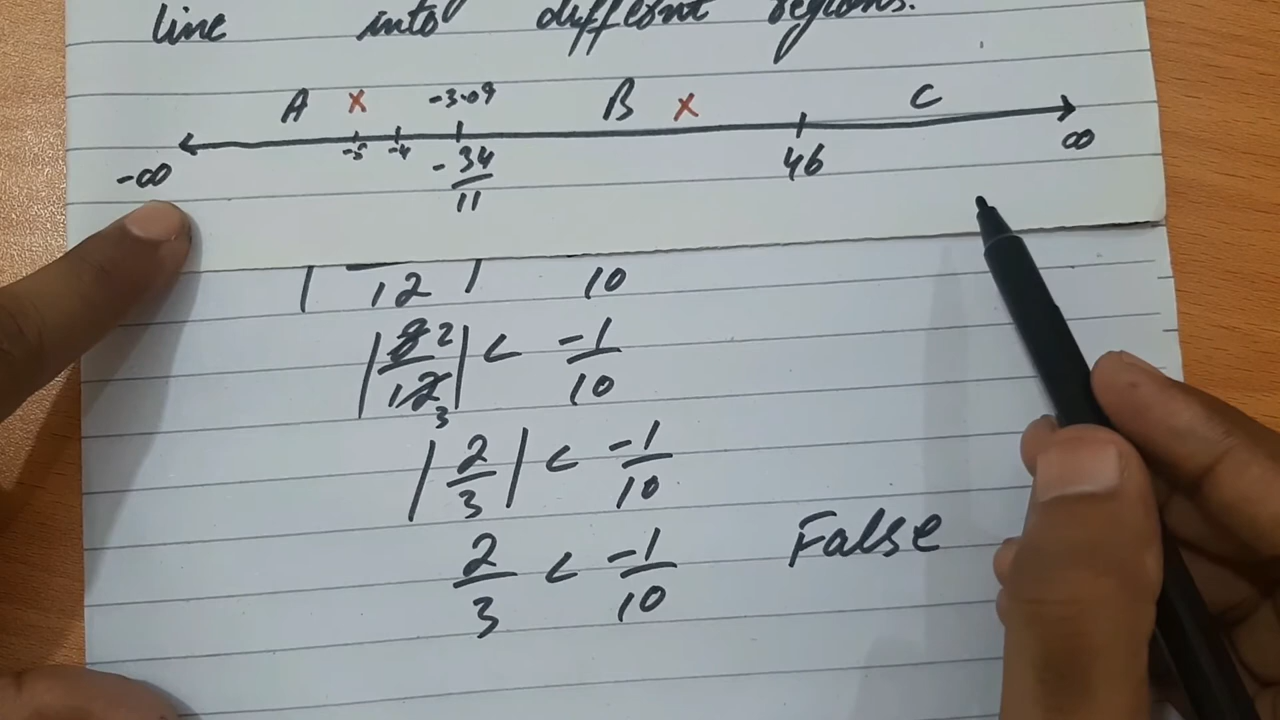 line into different regions.
A × -3.09 B × C
-∞ -5 -4 -34/11 46 ∞
| 12 | 10
|8 2/12 3| < -1/10
|2/3| < -1/10
2/3 < -1/10 False